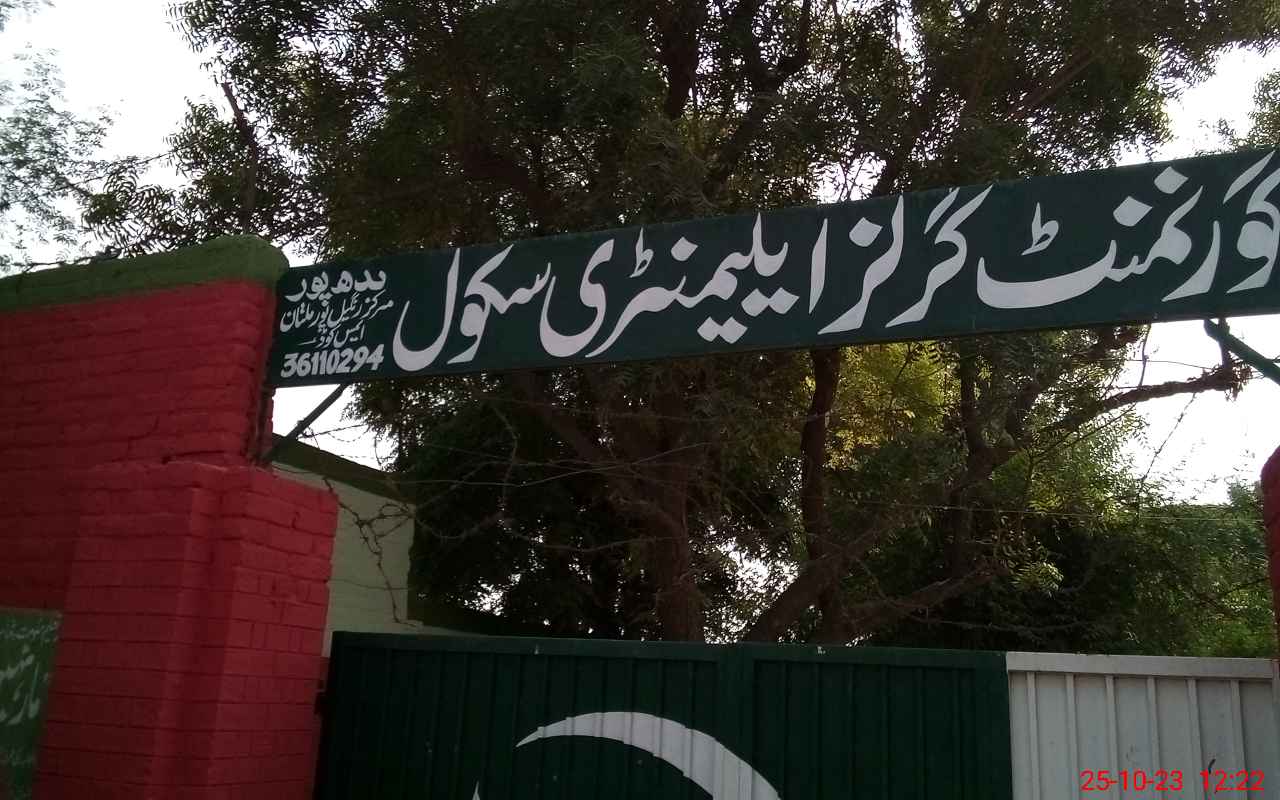 گورنمنٹ گرلز ایلیمنٹری سکول
بدھ پور
مرکز رنگیل پور ملتان
ایس کوڈ
36110294
25-10-23 12:22